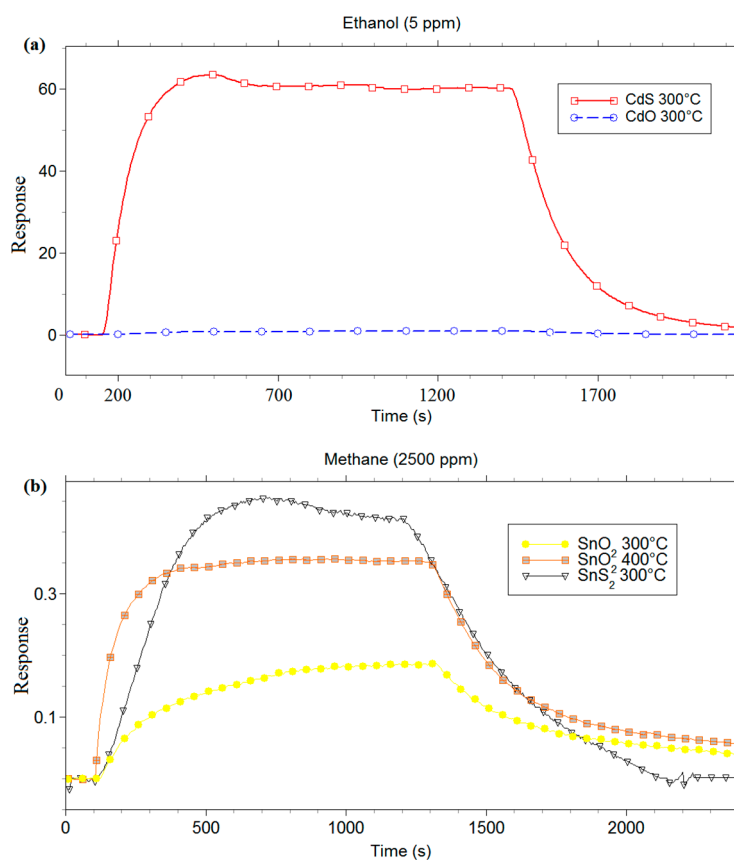 Ethanol (5 ppm)
(a)
60
40
20
0
Response
CdS 300°C
CdO 300°C
0 200 700 1200 1700
Time (s)
Methane (2500 ppm)
(b)
0.3
0.1
Response
SnO2 300°C
SnO2 400°C
SnS2 300°C
0 500 1000 1500 2000
Time (s)